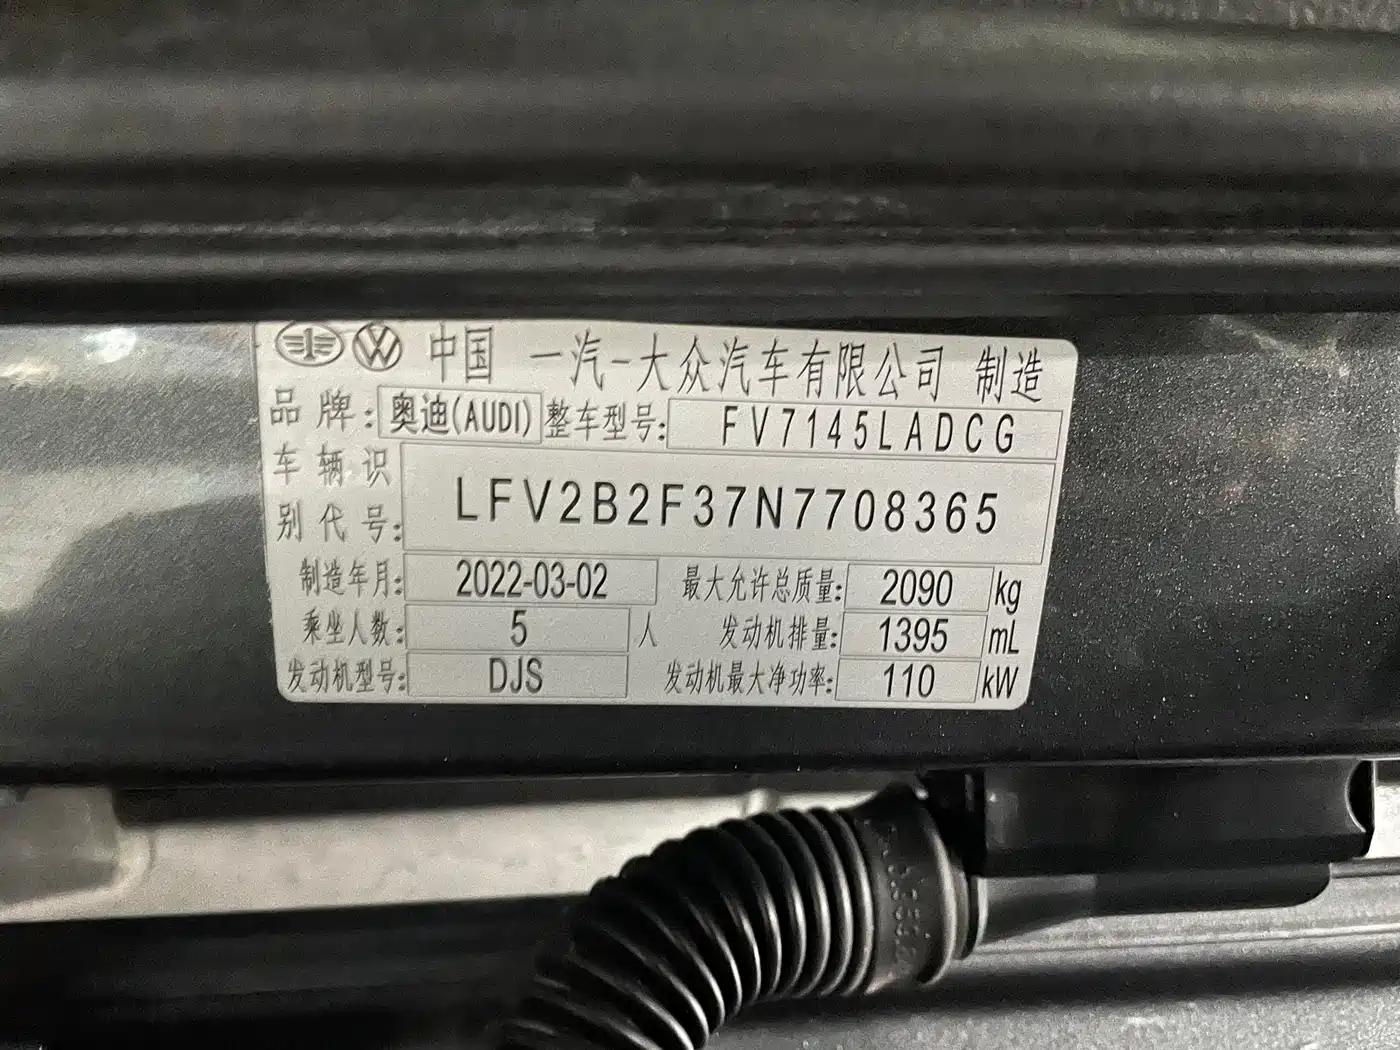 中国 一汽-大众汽车有限公司 制造
品牌: 奥迪(AUDI) 整车型号: FV7145LADCG
车辆识别代号: LFV2B2F37N7708365
制造年月: 2022-03-02 最大允许总质量: 2090 kg
乘坐人数: 5 人 发动机排量: 1395 mL
发动机型号: DJS 发动机最大净功率: 110 kW